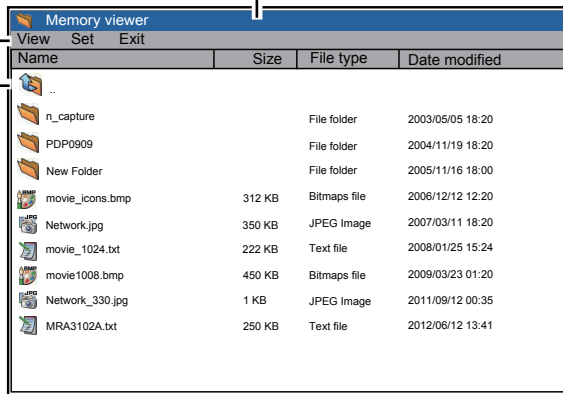 Memory viewer
View Set Exit
Name Size File type Date modified
..
n_capture File folder 2003/05/05 18:20
PDP0909 File folder 2004/11/19 18:20
New Folder File folder 2005/11/16 18:00
BMP movie_icons.bmp 312 KB Bitmaps file 2006/12/12 12:20
JPG Network.jpg 350 KB JPEG Image 2007/03/11 18:20
movie_1024.txt 222 KB Text file 2008/01/25 15:24
BMP movie1008.bmp 450 KB Bitmaps file 2009/03/23 01:20
JPG Network_330.jpg 1 KB JPEG Image 2011/09/12 00:35
MRA3102A.txt 250 KB Text file 2012/06/12 13:41